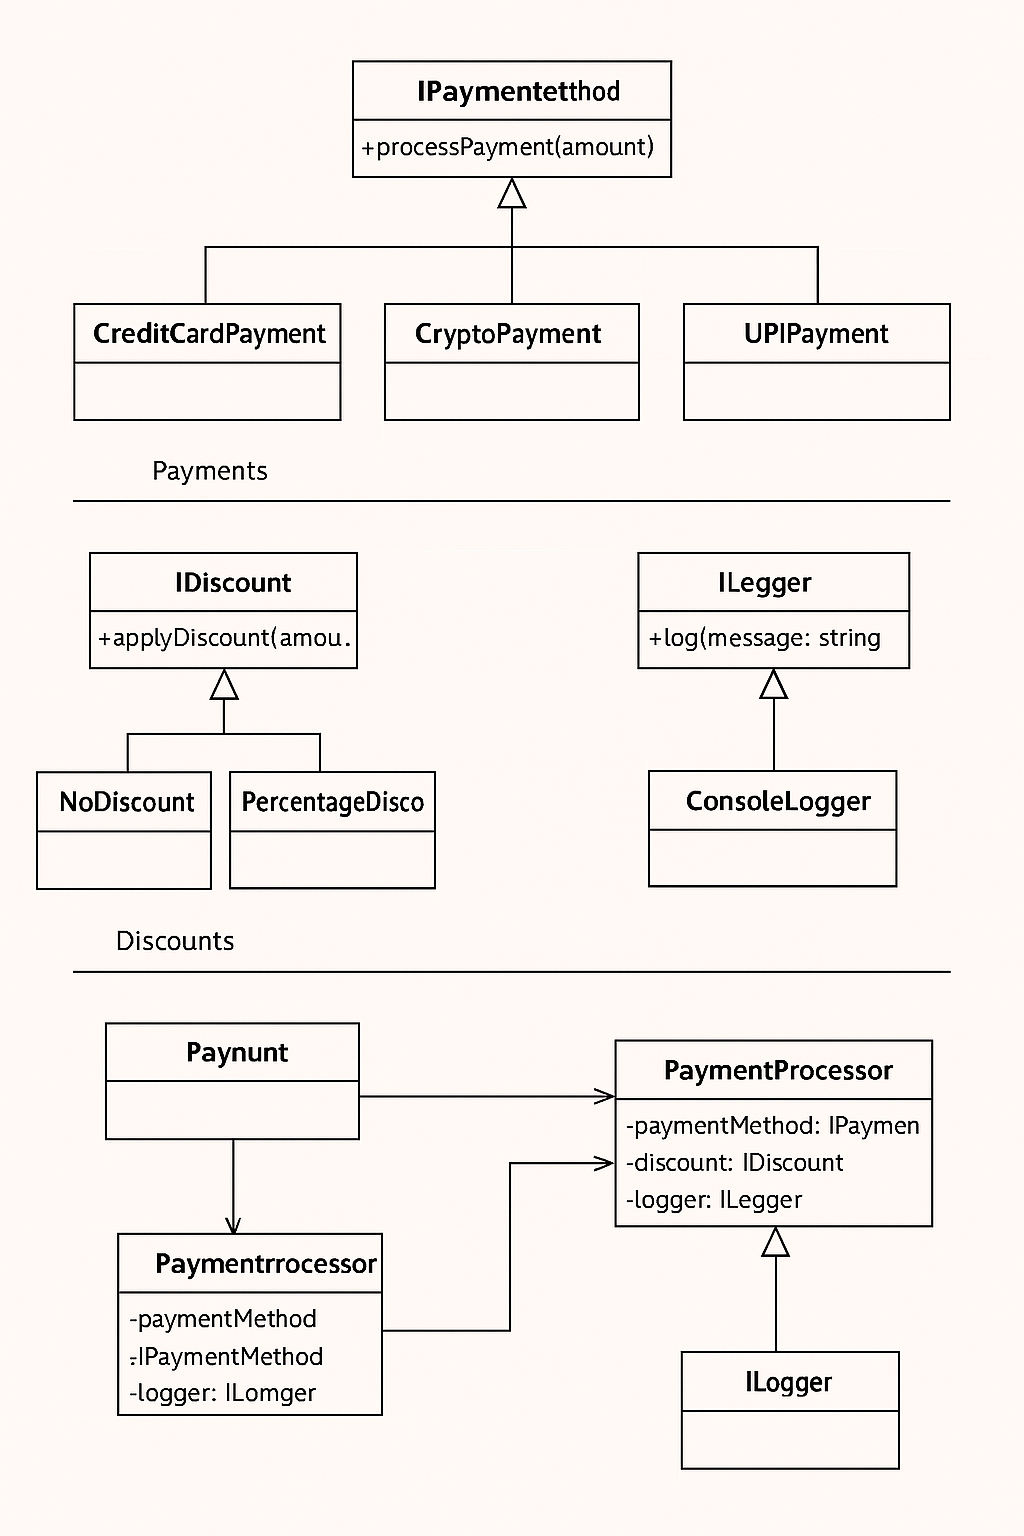 IPaymentetthod
+processPayment(amount)
CreditCardPayment
CryptoPayment
UPIPayment
Payments
IDiscount
+applyDiscount(amou.
ILegger
+log(message: string
NoDiscount
PercentageDisco
ConsoleLogger
Discounts
Paynunt
PaymentProcessor
-paymentMethod: IPaymen
-discount: IDiscount
-logger: ILegger
Paymentrrocessor
-paymentMethod
-IPaymentMethod
-logger: ILomger
ILogger